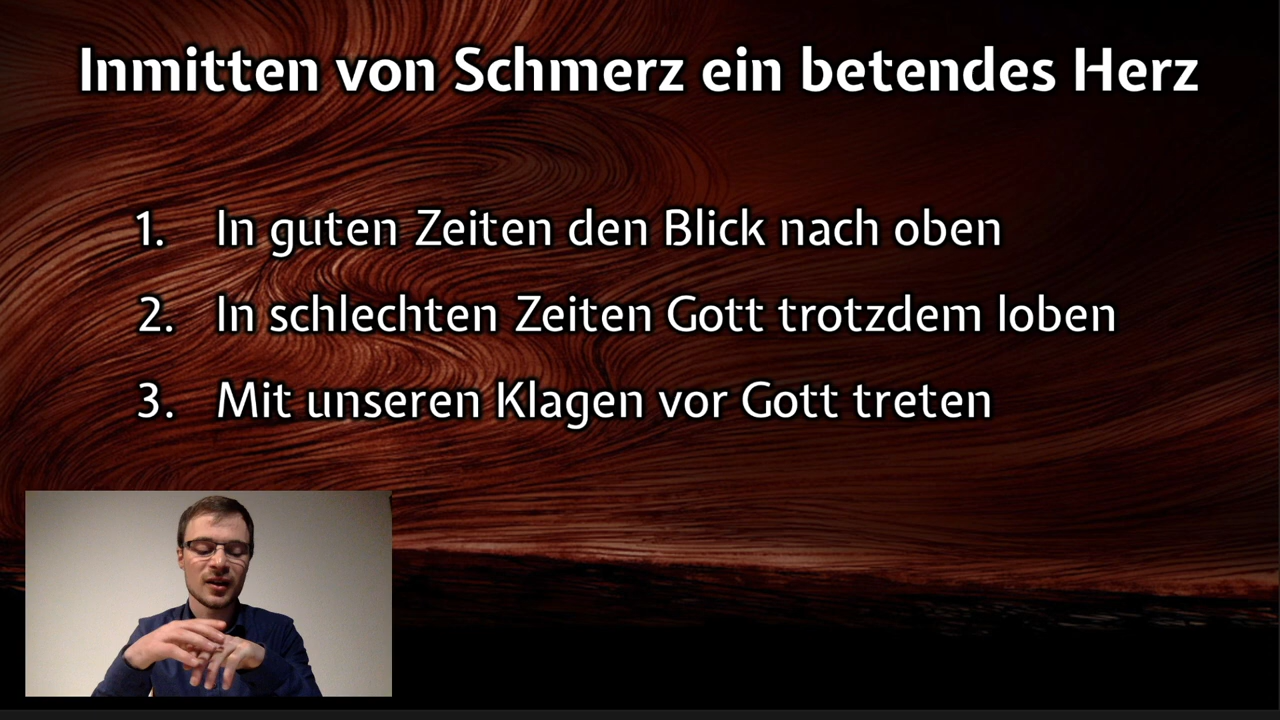 Inmitten von Schmerz ein betendes Herz
1. In guten Zeiten den Blick nach oben
2. In schlechten Zeiten Gott trotzdem loben
3. Mit unseren Klagen vor Gott treten